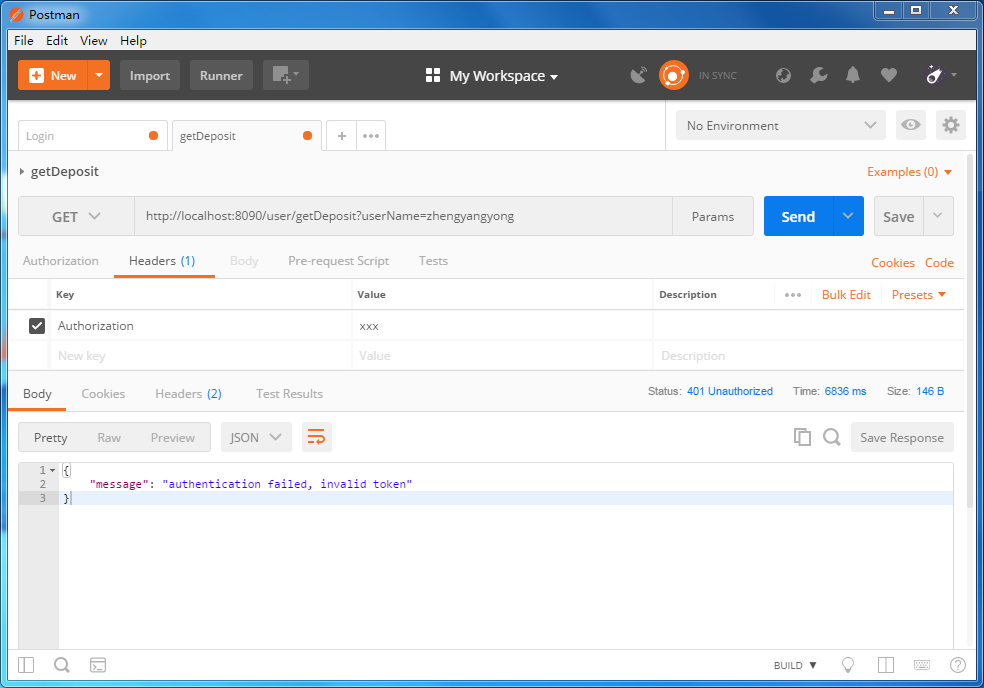 Postman
File Edit View Help
New Import Runner My Workspace IN SYNC
Login getDeposit + ••• No Environment
getDeposit Examples (0)
GET http://localhost:8090/user/getDeposit?userName=zhengyangyong Params Send Save
Authorization Headers (1) Body Pre-request Script Tests Cookies Code
Key Value Description ••• Bulk Edit Presets
Authorization xxx
New key Value Description
Body Cookies Headers (2) Test Results Status: 401 Unauthorized Time: 6836 ms Size: 146 B
Pretty Raw Preview JSON Save Response
1 {
2 "message": "authentication failed, invalid token"
3 }
BUILD